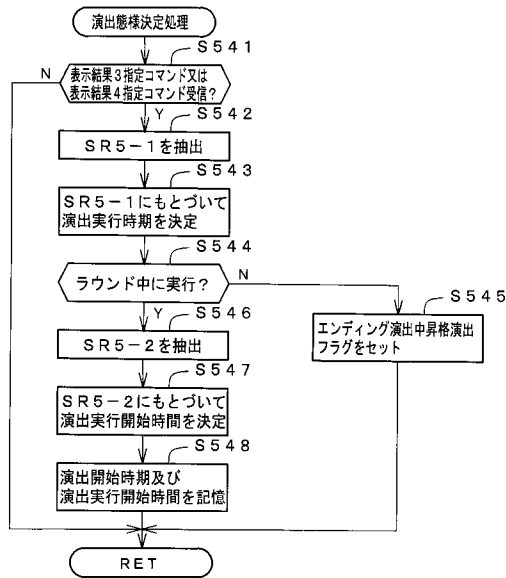 演出態様決定処理
S541
表示結果3指定コマンド又は
表示結果4指定コマンド受信?
N
Y
S542
SR5-1を抽出
S543
SR5-1にもとづいて
演出実行時期を決定
S544
ラウンド中に実行?
N
Y
S545
エンディング演出中昇格演出
フラグをセット
S546
SR5-2を抽出
S547
SR5-2にもとづいて
演出実行開始時間を決定
S548
演出開始時期及び
演出実行開始時間を記憶
RET